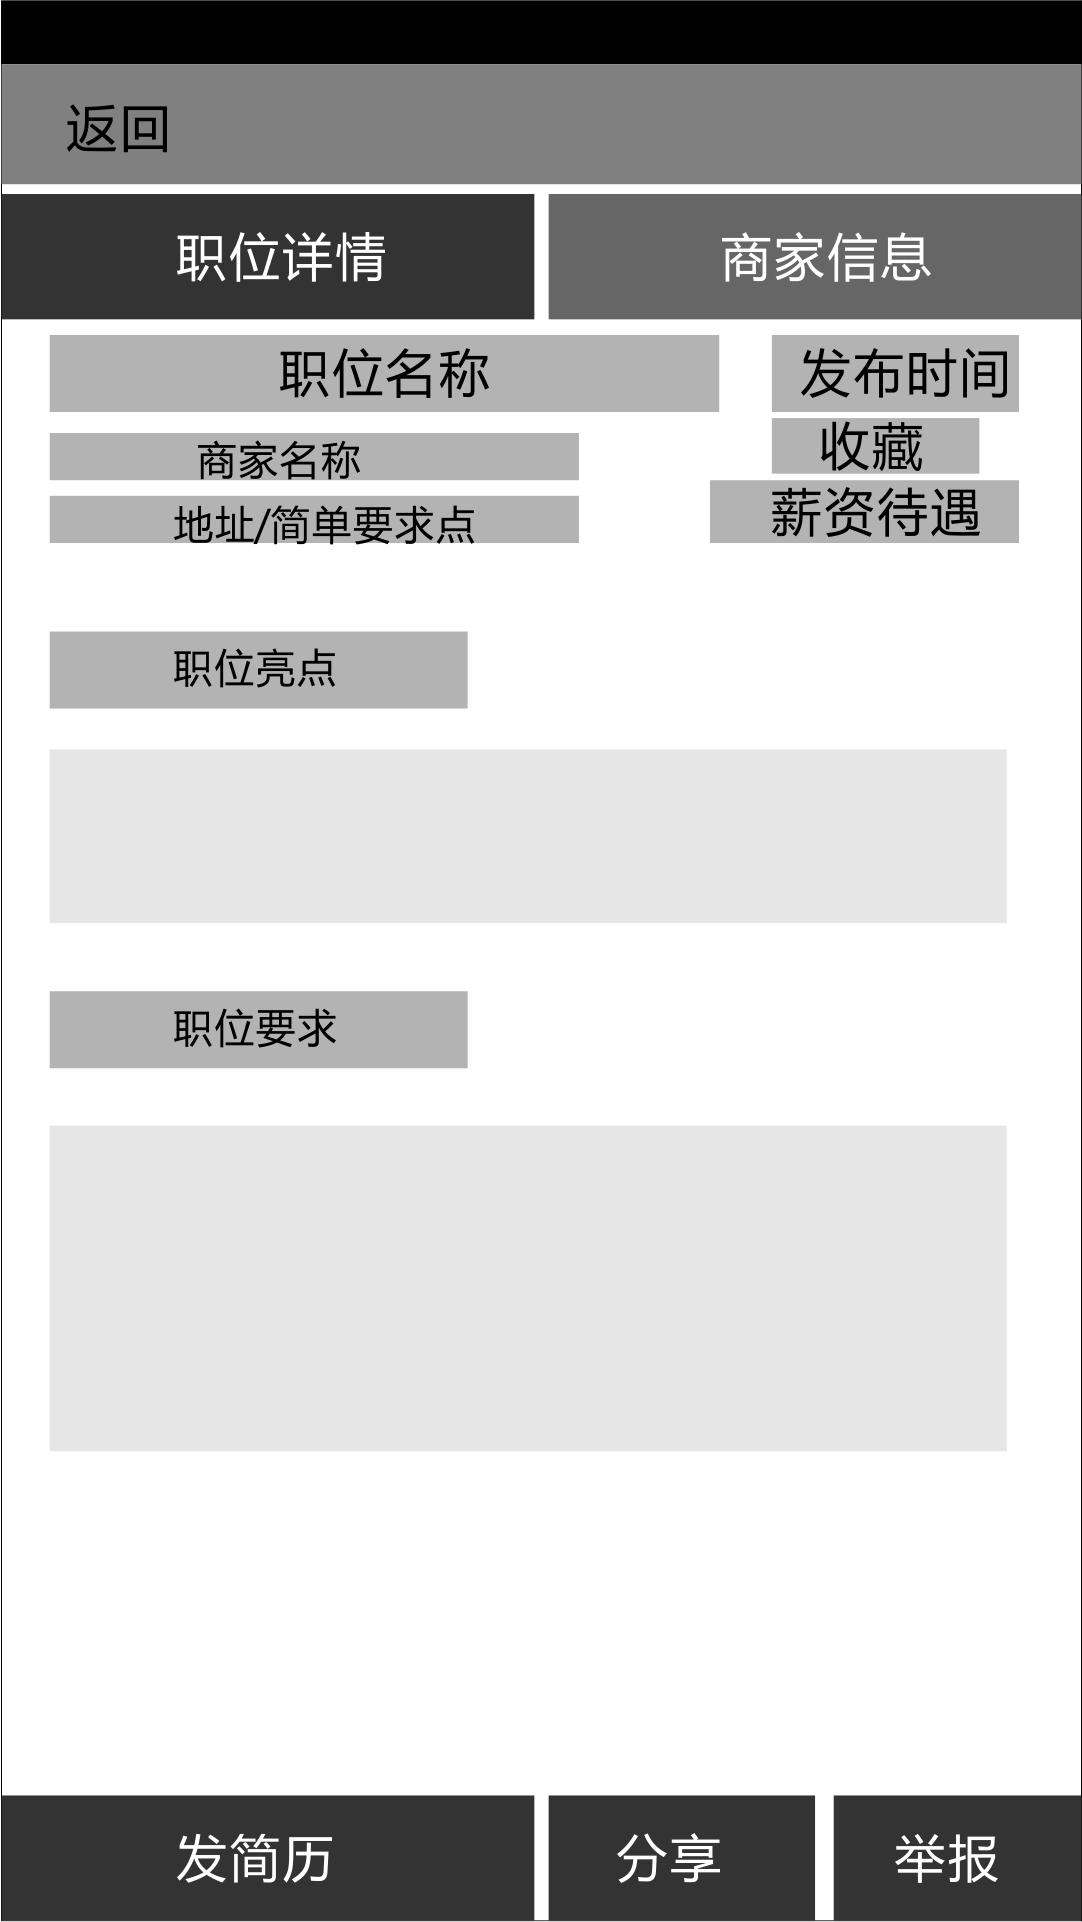 返回
职位详情
商家信息
职位名称
发布时间
商家名称
收藏
地址/简单要求点
薪资待遇
职位亮点
职位要求
发简历
分享
举报